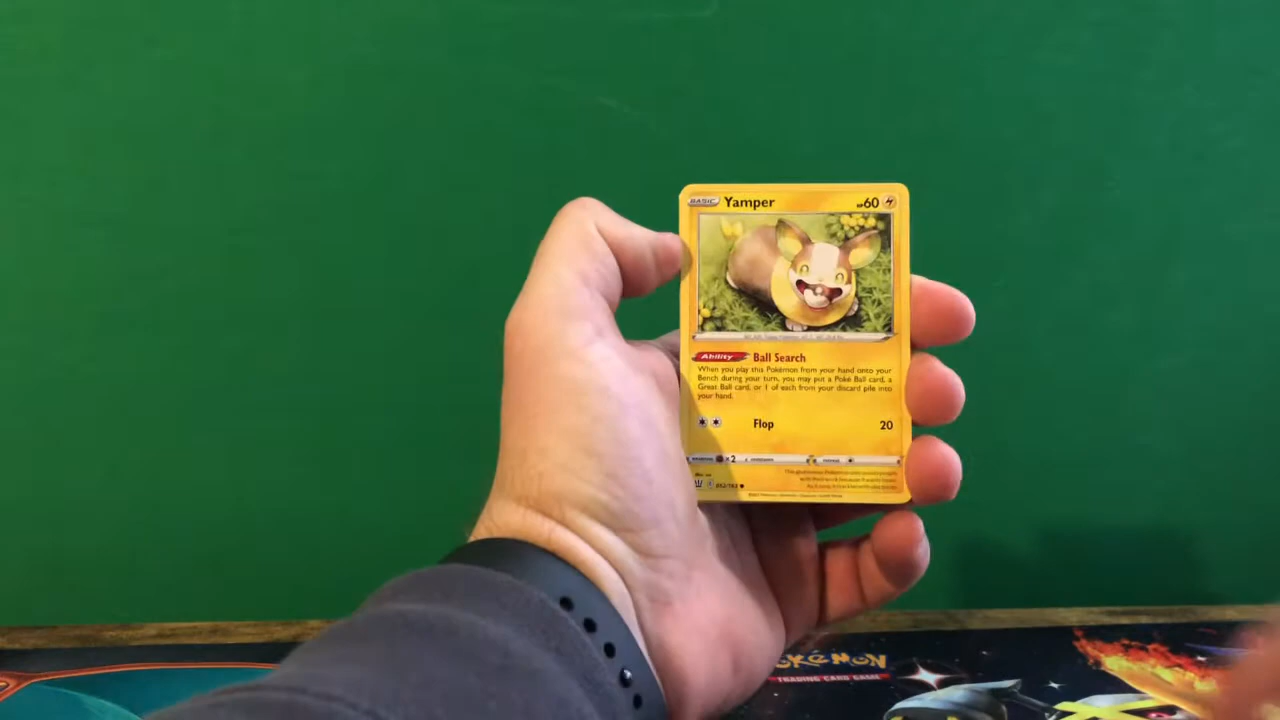 BASIC Yamper HP60
Ability Ball Search
When you play this Pokémon from your hand onto your
Bench during your turn, you may put a Poké Ball card, a
Great Ball card, or 1 of each from your discard pile into
your hand.
Flop 20
×2
052/163
POKéMON
TRADING CARD GAME